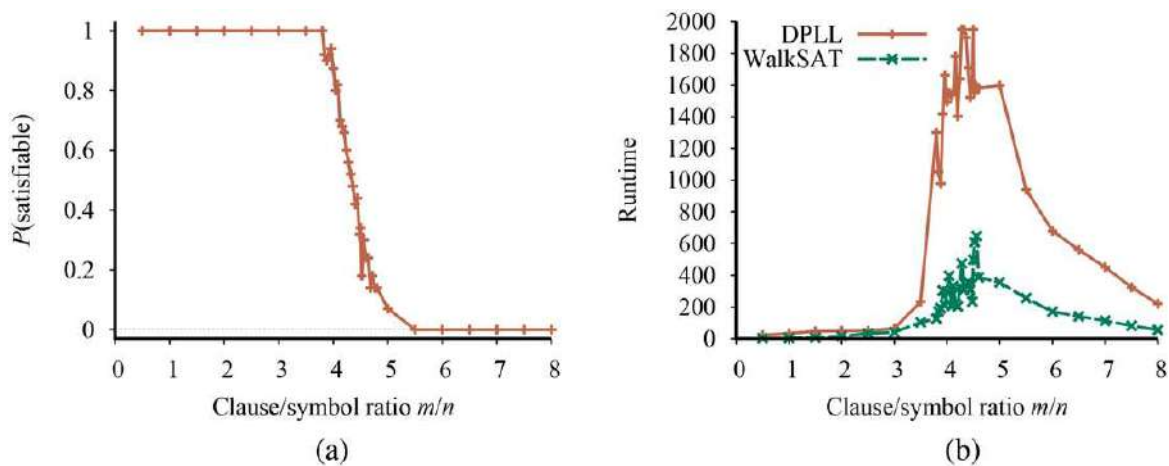 1
0.8
0.6
0.4
0.2
0
P(satisfiable)
0 1 2 3 4 5 6 7 8
Clause/symbol ratio m/n
(a)
2000
1800
1600
1400
1200
1000
800
600
400
200
0
Runtime
DPLL
WalkSAT
0 1 2 3 4 5 6 7 8
Clause/symbol ratio m/n
(b)